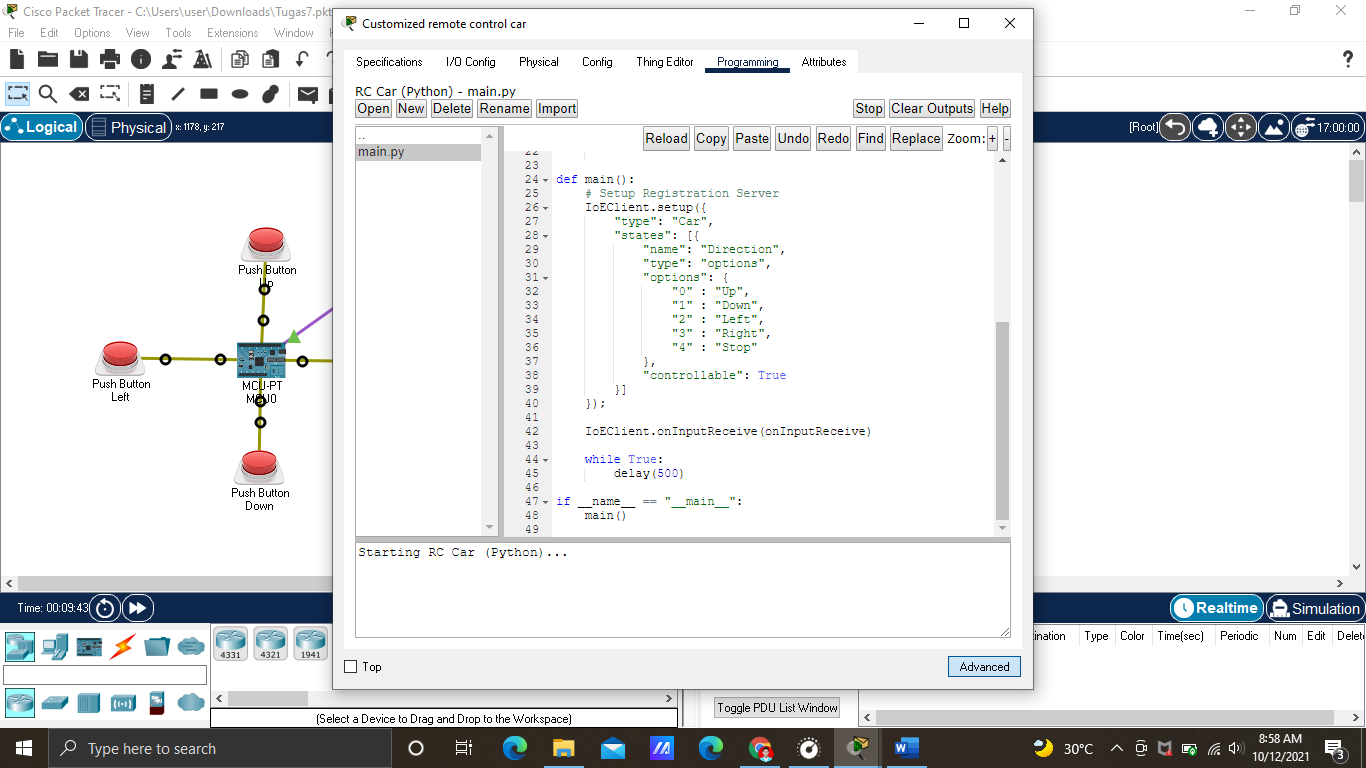 Cisco Packet Tracer - C:\Users\user\Downloads\Tugas7.pkt
File Edit Options View Tools Extensions Window
Logical
Physical
x: 1178, y: 217
[Root]
17:00:00
Push Button
Up
Push Button
Left
MCU-PT
MCU0
Push Button
Down
Customized remote control car
Specifications I/O Config Physical Config Thing Editor Programming Attributes
RC Car (Python) - main.py
Open New Delete Rename Import Stop Clear Outputs Help
Reload Copy Paste Undo Redo Find Replace Zoom: + -
..
main.py
22
23
24 def main():
25     # Setup Registration Server
26     IoEClient.setup({
27         "type": "Car",
28         "states": [{
29             "name": "Direction",
30             "type": "options",
31             "options": {
32                 "0" : "Up",
33                 "1" : "Down",
34                 "2" : "Left",
35                 "3" : "Right",
36                 "4" : "Stop"
37             },
38             "controllable": True
39         }]
40     });
41
42     IoEClient.onInputReceive(onInputReceive)
43
44     while True:
45         delay(500)
46
47 if __name__ == "__main__":
48     main()
49
Starting RC Car (Python)...
Top
Advanced
Time: 00:09:43
Realtime
Simulation
4331 4321 1941
(Select a Device to Drag and Drop to the Workspace)
Toggle PDU List Window
ination Type Color Time(sec) Periodic Num Edit Delet
Type here to search
30°C
8:58 AM
10/12/2021
3